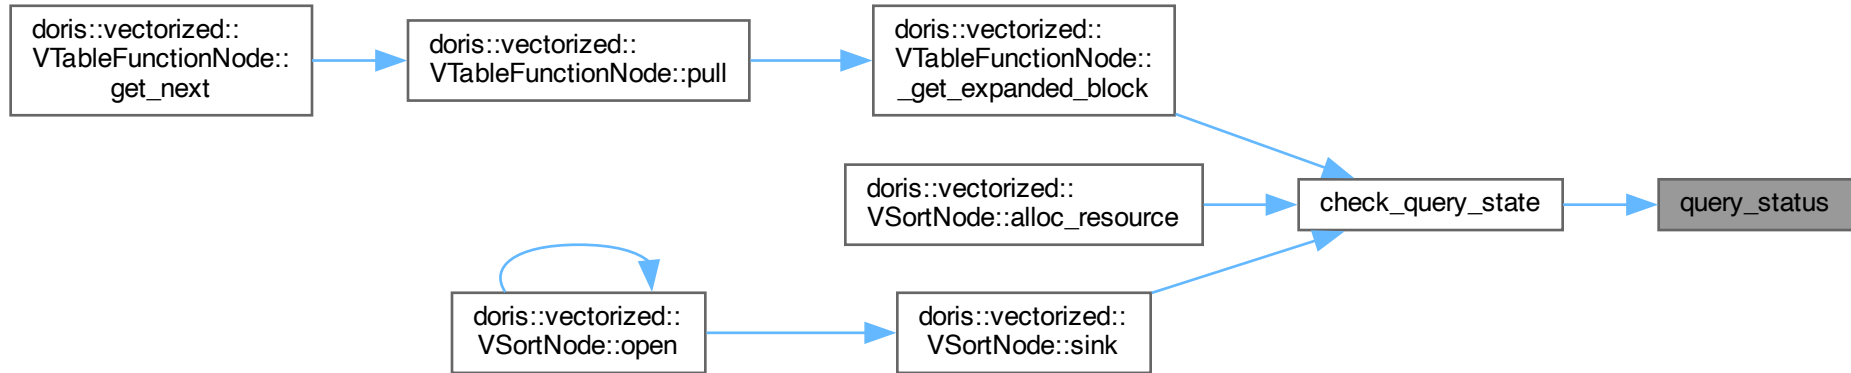 doris::vectorized::
VTableFunctionNode::
get_next
doris::vectorized::
VTableFunctionNode::pull
doris::vectorized::
VTableFunctionNode::
_get_expanded_block
doris::vectorized::
VSortNode::alloc_resource
check_query_state
query_status
doris::vectorized::
VSortNode::open
doris::vectorized::
VSortNode::sink